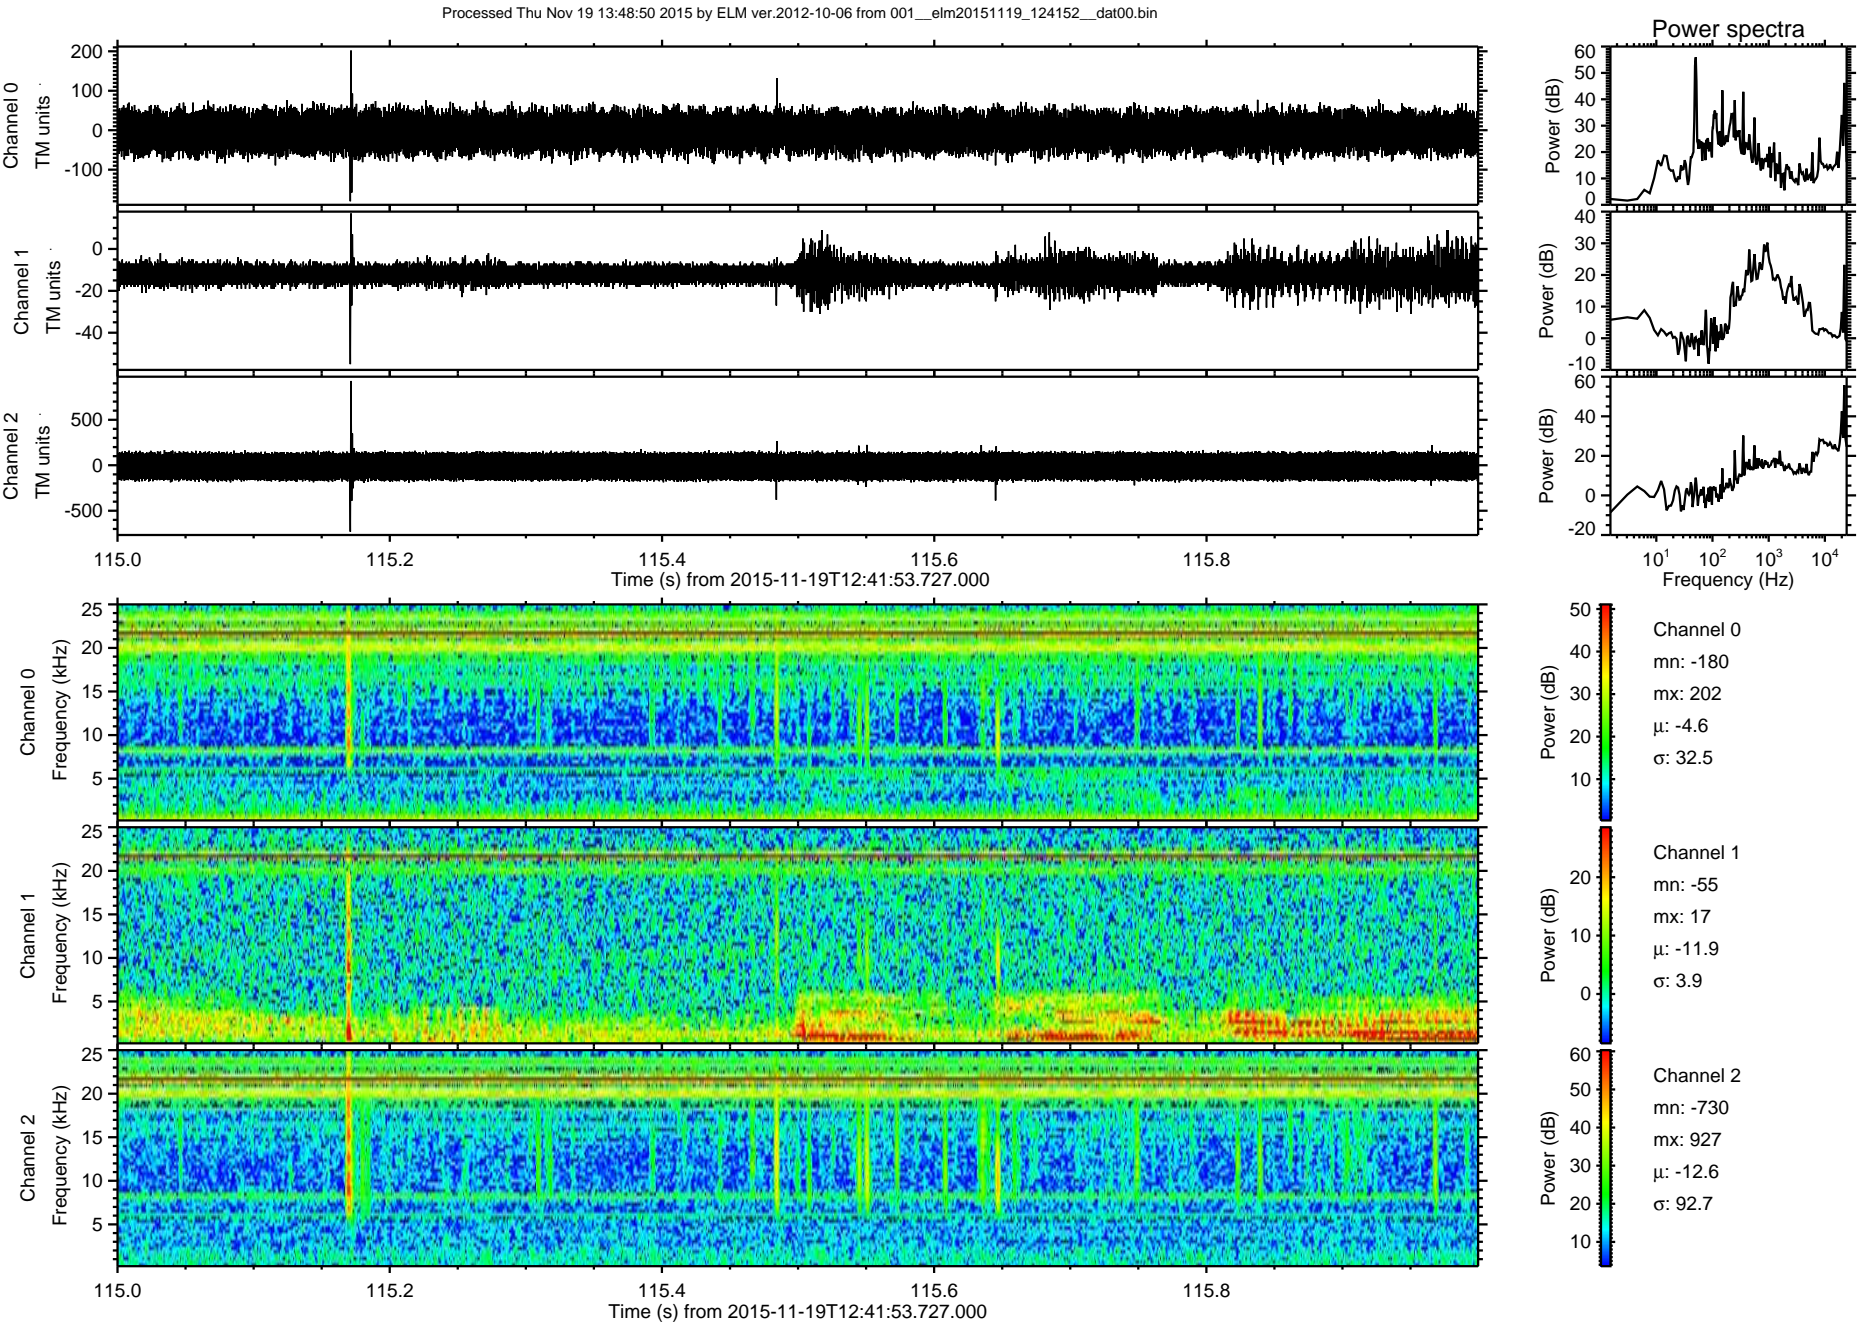 Processed Thu Nov 19 13:48:50 2015 by ELM ver.2012-10-06 from 001__elm20151119_124152__dat00.bin
Power spectra
Channel 0
TM units
200
100
0
-100
Power (dB)
60
50
40
30
20
10
0
Channel 1
TM units
0
-20
-40
Power (dB)
40
30
20
10
0
-10
Channel 2
TM units
500
0
-500
Power (dB)
60
40
20
0
-20
115.0 115.2 115.4 115.6 115.8
Time (s) from 2015-11-19T12:41:53.727.000
10^1 10^2 10^3 10^4
Frequency (Hz)
Channel 0
Frequency (kHz)
25
20
15
10
5
Power (dB)
50
40
30
20
10
Channel 0
mn: -180
mx: 202
μ: -4.6
σ: 32.5
Channel 1
Frequency (kHz)
25
20
15
10
5
Power (dB)
20
10
0
Channel 1
mn: -55
mx: 17
μ: -11.9
σ: 3.9
Channel 2
Frequency (kHz)
25
20
15
10
5
Power (dB)
60
50
40
30
20
10
Channel 2
mn: -730
mx: 927
μ: -12.6
σ: 92.7
115.0 115.2 115.4 115.6 115.8
Time (s) from 2015-11-19T12:41:53.727.000